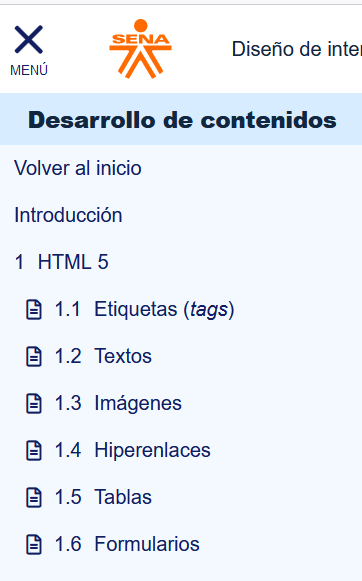 SENA
MENÚ
Diseño de inter
Desarrollo de contenidos
Volver al inicio
Introducción
1 HTML 5
1.1 Etiquetas (tags)
1.2 Textos
1.3 Imágenes
1.4 Hiperenlaces
1.5 Tablas
1.6 Formularios